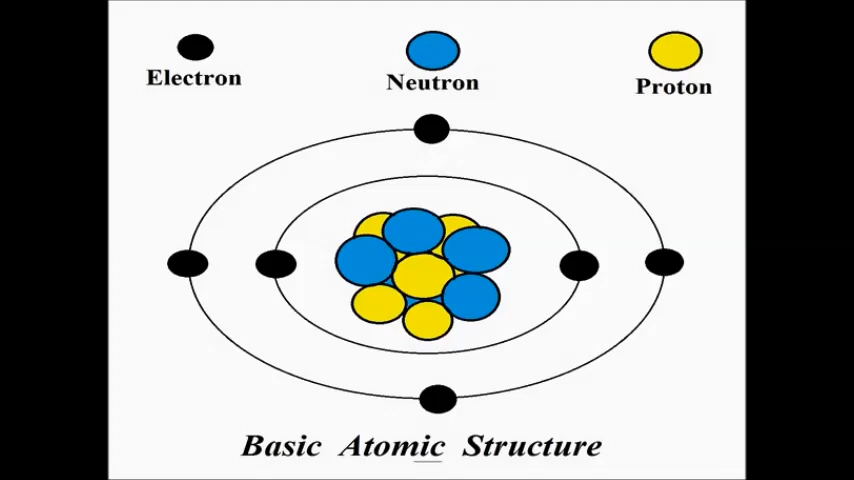 Electron
Neutron
Proton
Basic Atomic Structure